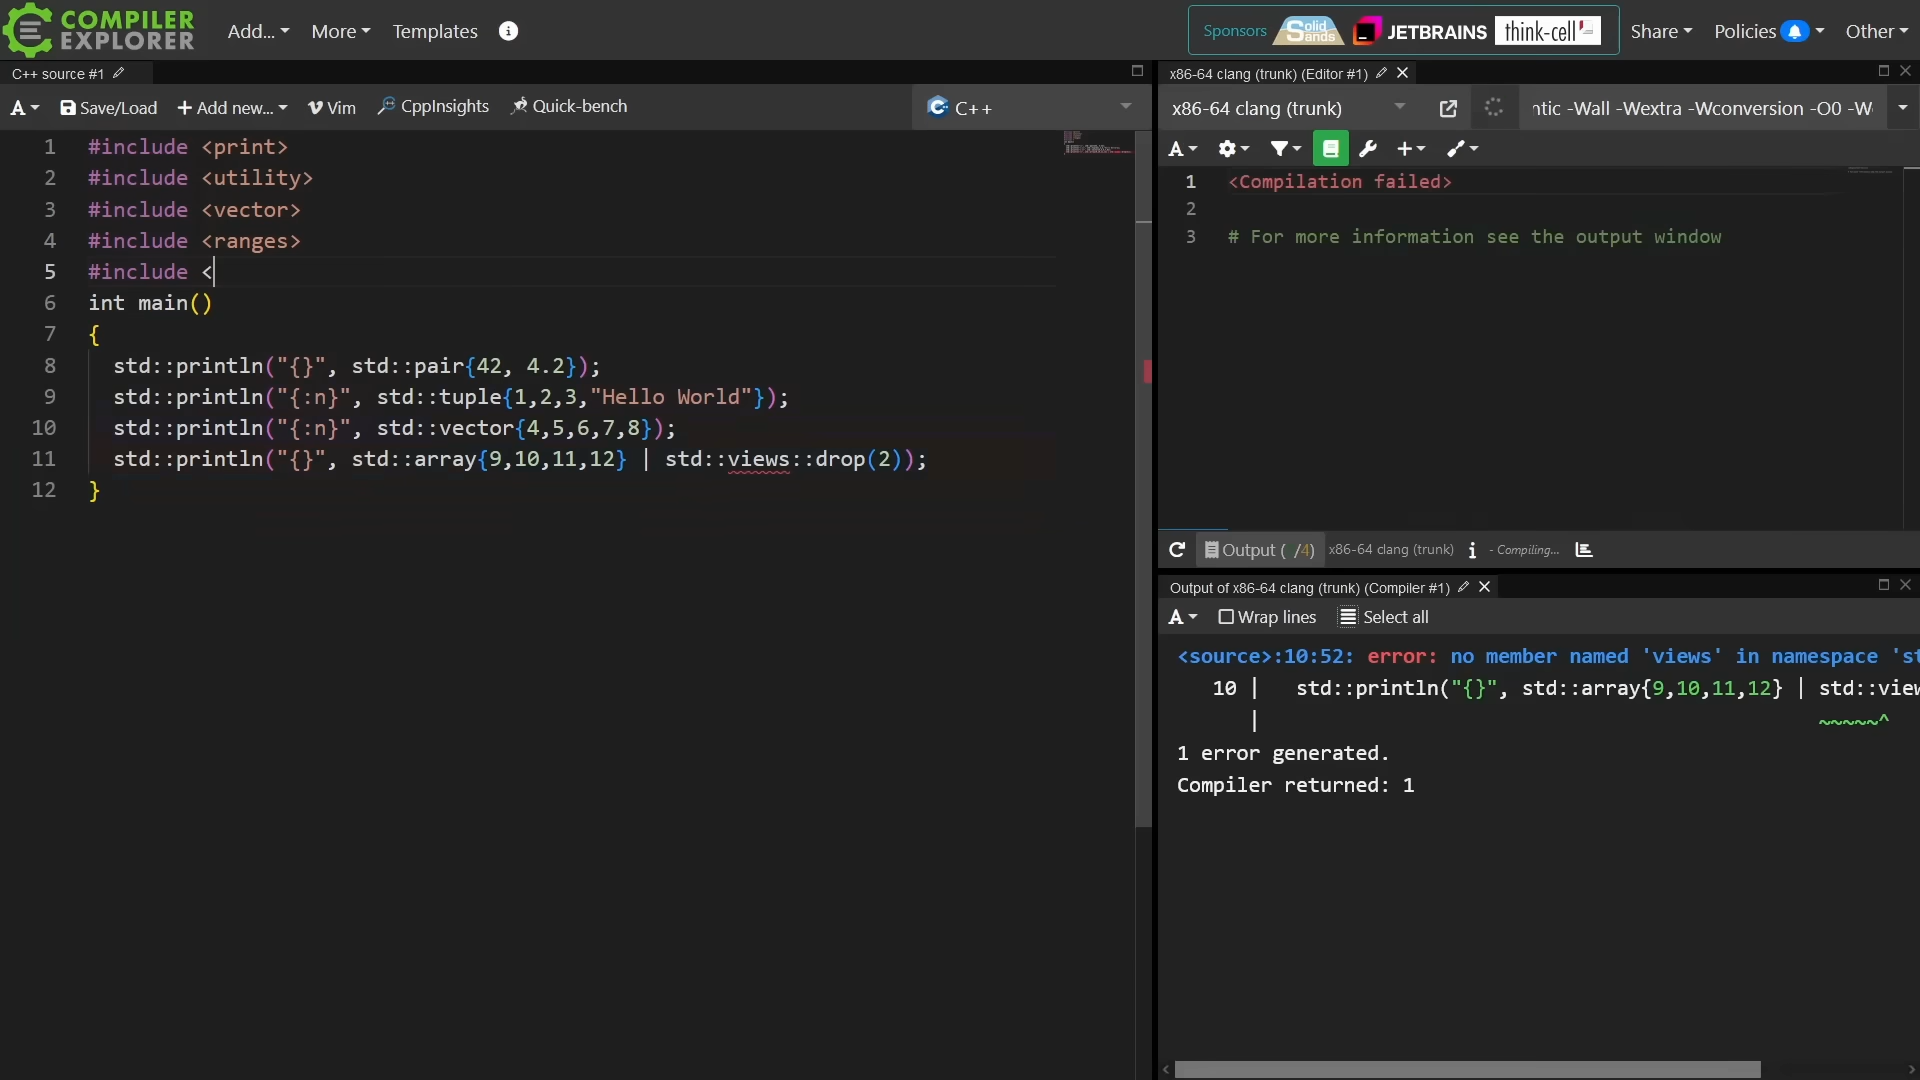 COMPILER
EXPLORER
Add...
More
Templates
Sponsors
Solid
Sands
JETBRAINS
think-cell
Share
Policies
Other
C++ source #1
A
Save/Load
Add new...
Vim
CppInsights
Quick-bench
C++
1 #include <print>
2 #include <utility>
3 #include <vector>
4 #include <ranges>
5 #include <
6 int main()
7 {
8 std::println("{}", std::pair{42, 4.2});
9 std::println("{:n}", std::tuple{1,2,3,"Hello World"});
10 std::println("{:n}", std::vector{4,5,6,7,8});
11 std::println("{}", std::array{9,10,11,12} | std::views::drop(2));
12 }
x86-64 clang (trunk) (Editor #1)
x86-64 clang (trunk)
ntic -Wall -Wextra -Wconversion -O0 -W
A
1 <Compilation failed>
2
3 # For more information see the output window
Output ( /4)
x86-64 clang (trunk)
- Compiling...
Output of x86-64 clang (trunk) (Compiler #1)
A
Wrap lines
Select all
<source>:10:52: error: no member named 'views' in namespace 'st
10 | std::println("{}", std::array{9,10,11,12} | std::view
| ~~~~~^
1 error generated.
Compiler returned: 1